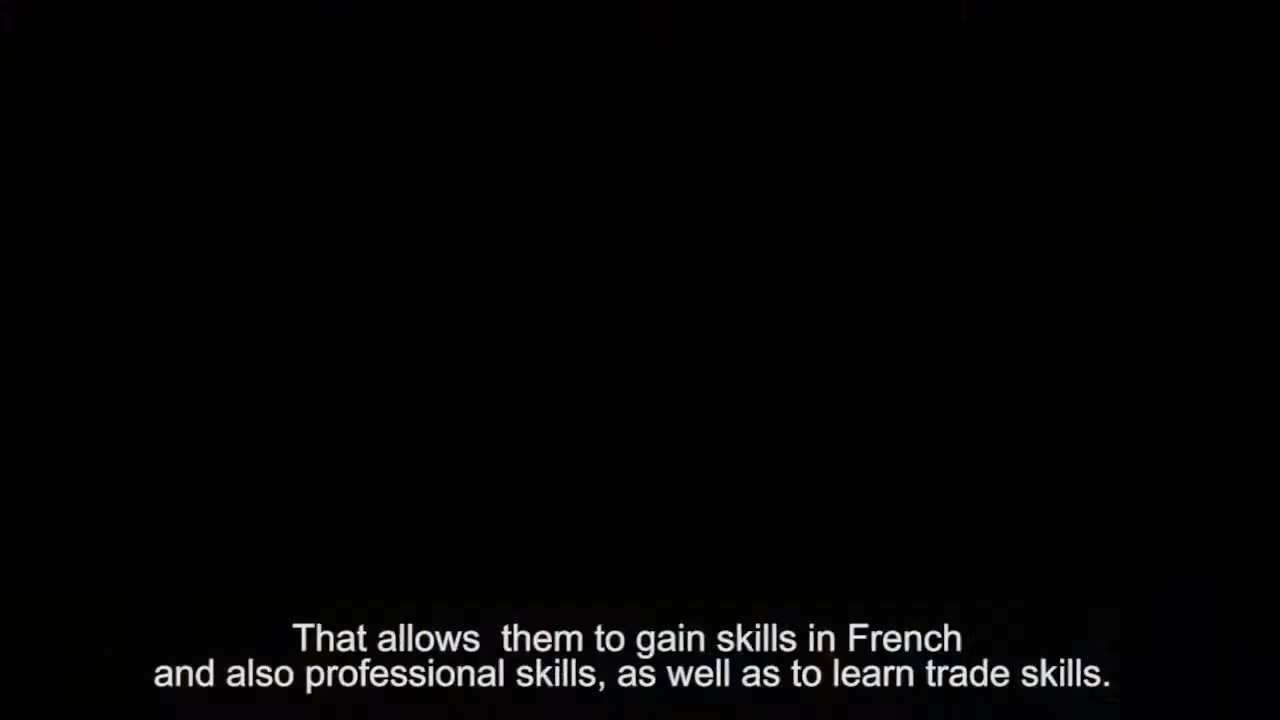 That allows  them to gain skills in French
and also professional skills, as well as to learn trade skills.